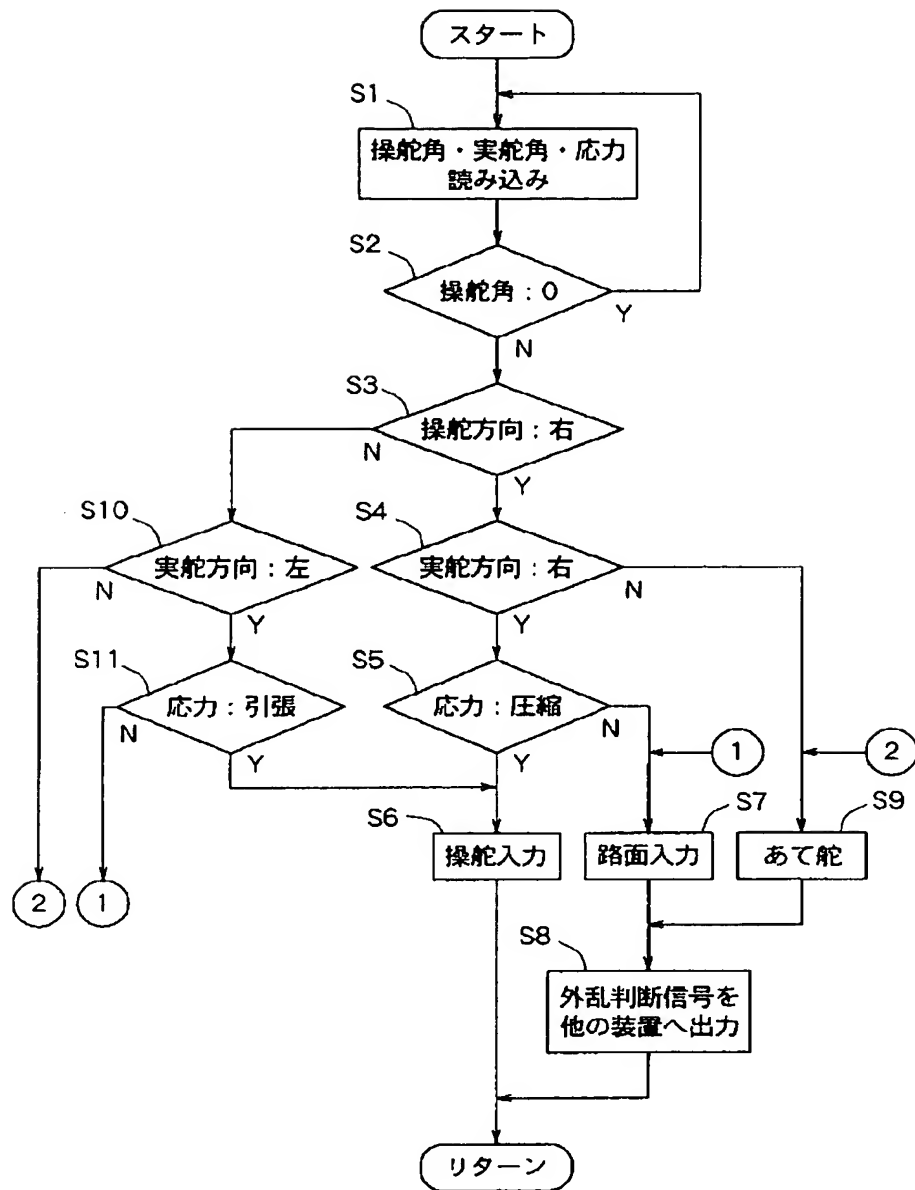 スタート
S1
操舵角・実舵角・応力
読み込み
S2
操舵角：0
Y
N
S3
操舵方向：右
N
Y
S10
実舵方向：左
N
Y
S4
実舵方向：右
N
Y
S11
応力：引張
N
Y
S5
応力：圧縮
N
Y
1
2
S6
操舵入力
S7
路面入力
S9
あて舵
2
1
S8
外乱判断信号を
他の装置へ出力
リターン